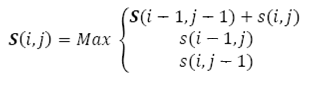 S(i − 1, j − 1) + s(i, j)
S(i, j) = Max { s(i − 1, j)
s(i, j − 1)